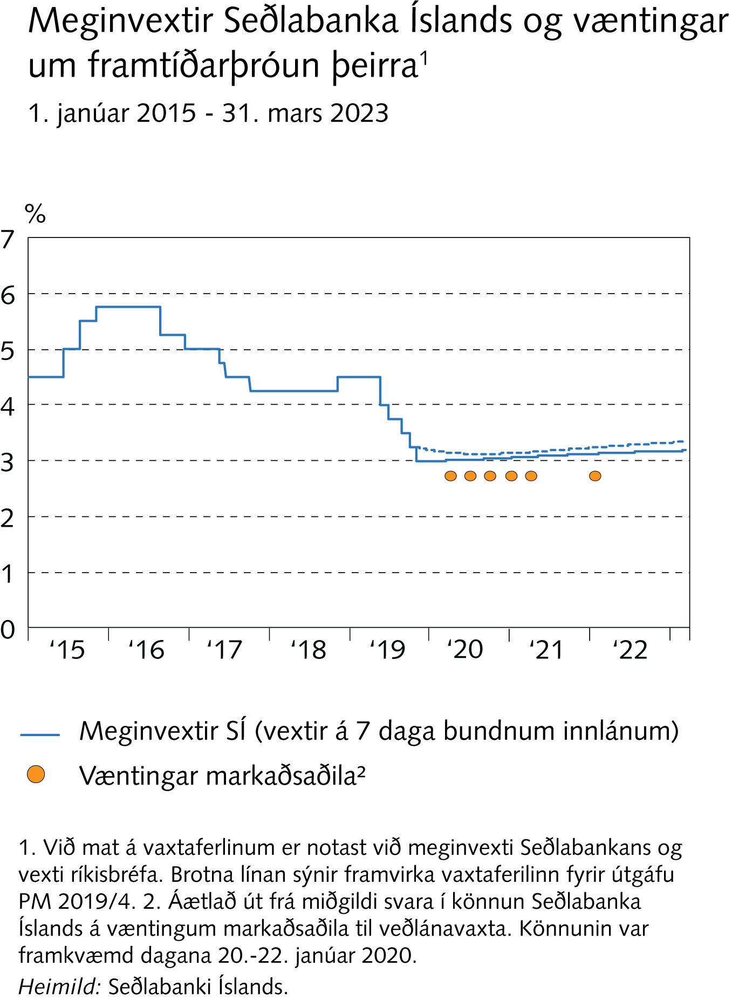 Meginvextir Seðlabanka Íslands og væntingar
um framtíðarþróun þeirra¹
1. janúar 2015 - 31. mars 2023
%
7
6
5
4
3
2
1
0
‘15 ‘16 ‘17 ‘18 ‘19 ‘20 ‘21 ‘22
Meginvextir SÍ (vextir á 7 daga bundnum innlánum)
Væntingar markaðsaðila²
1. Við mat á vaxtaferlinum er notast við meginvexti Seðlabankans og
vexti ríkisbréfa. Brotna línan sýnir framvirka vaxtaferilinn fyrir útgáfu
PM 2019/4. 2. Áætlað út frá miðgildi svara í könnun Seðlabanka
Íslands á væntingum markaðsaðila til veðlánavaxta. Könnunin var
framkvæmd dagana 20.-22. janúar 2020.
Heimild: Seðlabanki Íslands.